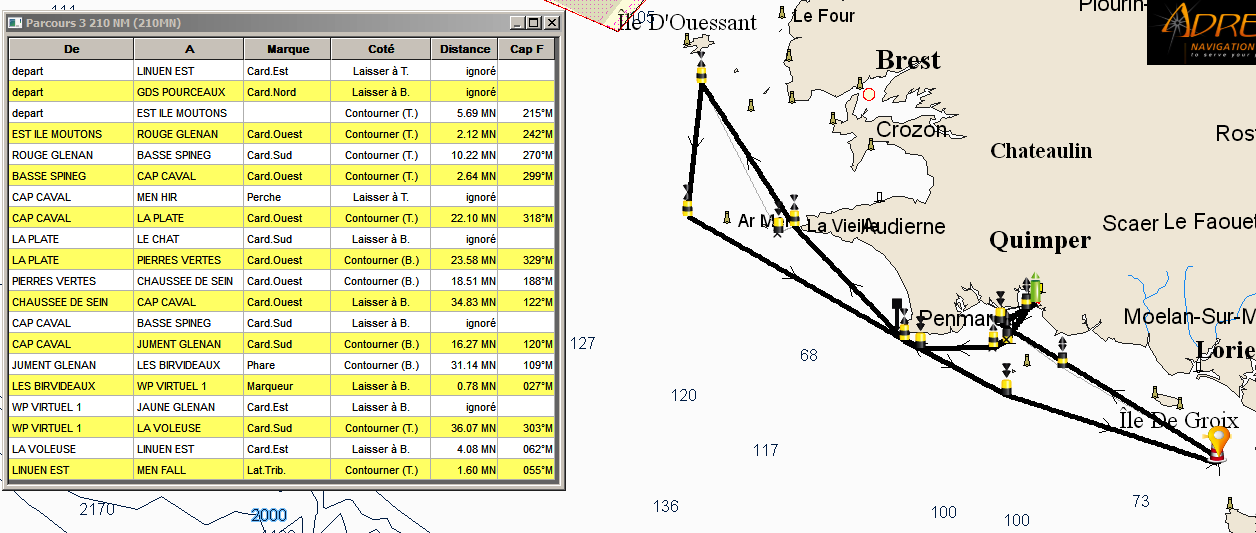 Parcours 3 210 NM (210MN)
De A Marque Coté Distance Cap F
depart LINUEN EST Card.Est Laisser à T. ignoré
depart GDS POURCEAUX Card.Nord Laisser à B. ignoré
depart EST ILE MOUTONS Contourner (T.) 5.69 MN 215°M
EST ILE MOUTONS ROUGE GLENAN Card.Ouest Contourner (T.) 2.12 MN 242°M
ROUGE GLENAN BASSE SPINEG Card.Sud Contourner (T.) 10.22 MN 270°M
BASSE SPINEG CAP CAVAL Card.Ouest Contourner (T.) 2.64 MN 299°M
CAP CAVAL MEN HIR Perche Laisser à T. ignoré
CAP CAVAL LA PLATE Card.Ouest Contourner (T.) 22.10 MN 318°M
LA PLATE LE CHAT Card.Sud Laisser à B. ignoré
LA PLATE PIERRES VERTES Card.Ouest Contourner (B.) 23.58 MN 329°M
PIERRES VERTES CHAUSSEE DE SEIN Card.Ouest Contourner (B.) 18.51 MN 188°M
CHAUSSEE DE SEIN CAP CAVAL Card.Ouest Laisser à B. 34.83 MN 122°M
CAP CAVAL BASSE SPINEG Card.Sud Laisser à B. ignoré
CAP CAVAL JUMENT GLENAN Card.Sud Laisser à B. 16.27 MN 120°M
JUMENT GLENAN LES BIRVIDEAUX Phare Contourner (B.) 31.14 MN 109°M
LES BIRVIDEAUX WP VIRTUEL 1 Marqueur Laisser à B. 0.78 MN 027°M
WP VIRTUEL 1 JAUNE GLENAN Card.Est Laisser à B. ignoré
WP VIRTUEL 1 LA VOLEUSE Card.Sud Contourner (T.) 36.07 MN 303°M
LA VOLEUSE LINUEN EST Card.Est Laisser à B. 4.08 MN 062°M
LINUEN EST MEN FALL Lat.Trib. Contourner (T.) 1.60 MN 055°M
105
Île D'Ouessant
Le Four
Plourin-
ADRE
NAVIGATION
Brest
Crozon
Chateaulin
Ros
Ar M
La Vieille
Audierne
Scaer
Le Faouet
Quimper
Penmar
Moelan-Sur-M
Lorie
Île De Groix
127
68
120
117
136
100
100
73
2170
2000